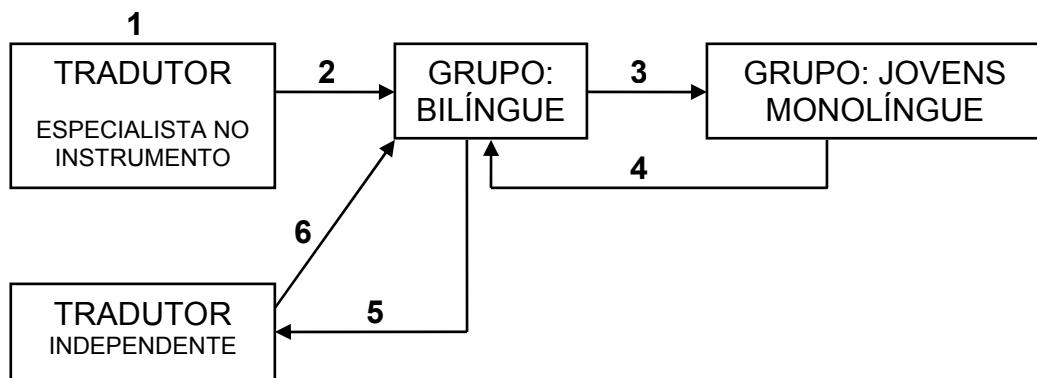 1
TRADUTOR
ESPECIALISTA NO
INSTRUMENTO
2
GRUPO:
BILÍNGUE
3
GRUPO: JOVENS
MONOLÍNGUE
4
6
TRADUTOR
INDEPENDENTE
5